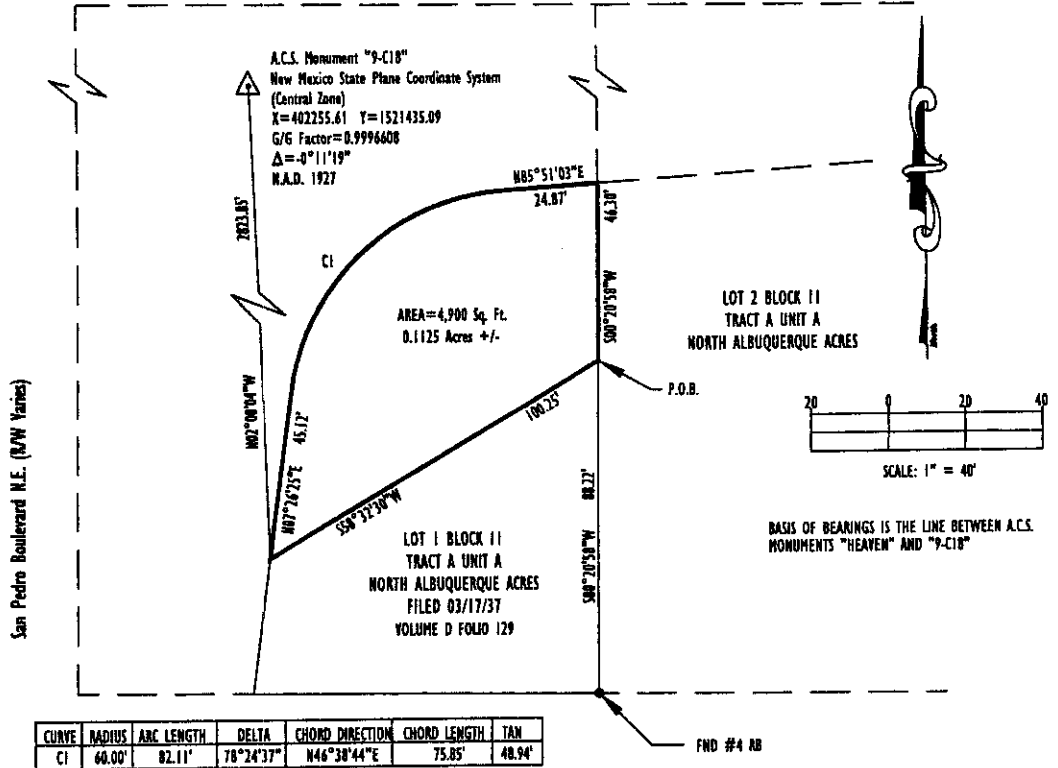 A.C.S. Monument "9-C18"
New Mexico State Plane Coordinate System
(Central Zone)
X=402255.61 Y=1521435.09
G/G Factor=0.9996608
Δ=-0°11'19"
N.A.D. 1927
2823.85'
N02°08'04"W
N85°51'03"E
24.87'
46.30'
S00°20'58"W
C1
AREA=4,900 Sq. Ft.
0.1125 Acres +/-
LOT 2 BLOCK 11
TRACT A UNIT A
NORTH ALBUQUERQUE ACRES
North
P.O.B.
100.25'
S58°32'30"W
45.12'
N07°26'25"E
88.22'
S00°20'58"W
20 0 20 40
SCALE: 1" = 40'
BASIS OF BEARINGS IS THE LINE BETWEEN A.C.S.
MONUMENTS "HEAVEN" AND "9-C18"
San Pedro Boulevard N.E. (R/W Varies)
LOT 1 BLOCK 11
TRACT A UNIT A
NORTH ALBUQUERQUE ACRES
FILED 03/17/37
VOLUME D FOLIO 129
FND #4 RB
CURVE RADIUS ARC LENGTH DELTA CHORD DIRECTION CHORD LENGTH TAN
C1 60.00' 82.11' 78°24'37" N46°38'44"E 75.85' 48.94'